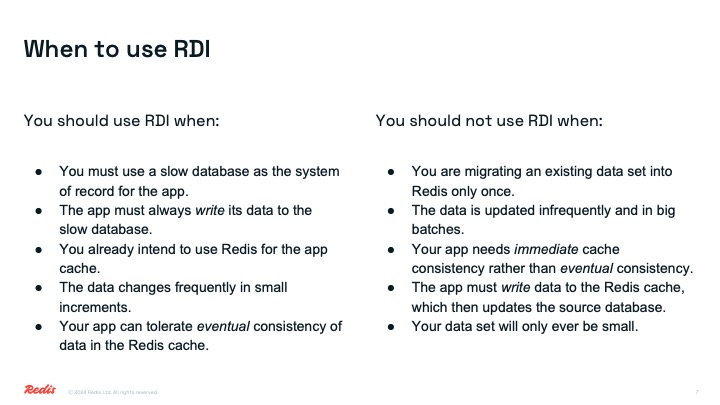 When to use RDI
You should use RDI when:
● You must use a slow database as the system
of record for the app.
● The app must always write its data to the
slow database.
● You already intend to use Redis for the app
cache.
● The data changes frequently in small
increments.
● Your app can tolerate eventual consistency of
data in the Redis cache.
You should not use RDI when:
● You are migrating an existing data set into
Redis only once.
● The data is updated infrequently and in big
batches.
● Your app needs immediate cache
consistency rather than eventual consistency.
● The app must write data to the Redis cache,
which then updates the source database.
● Your data set will only ever be small.
Redis
© 2024 Redis Ltd. All rights reserved.
7